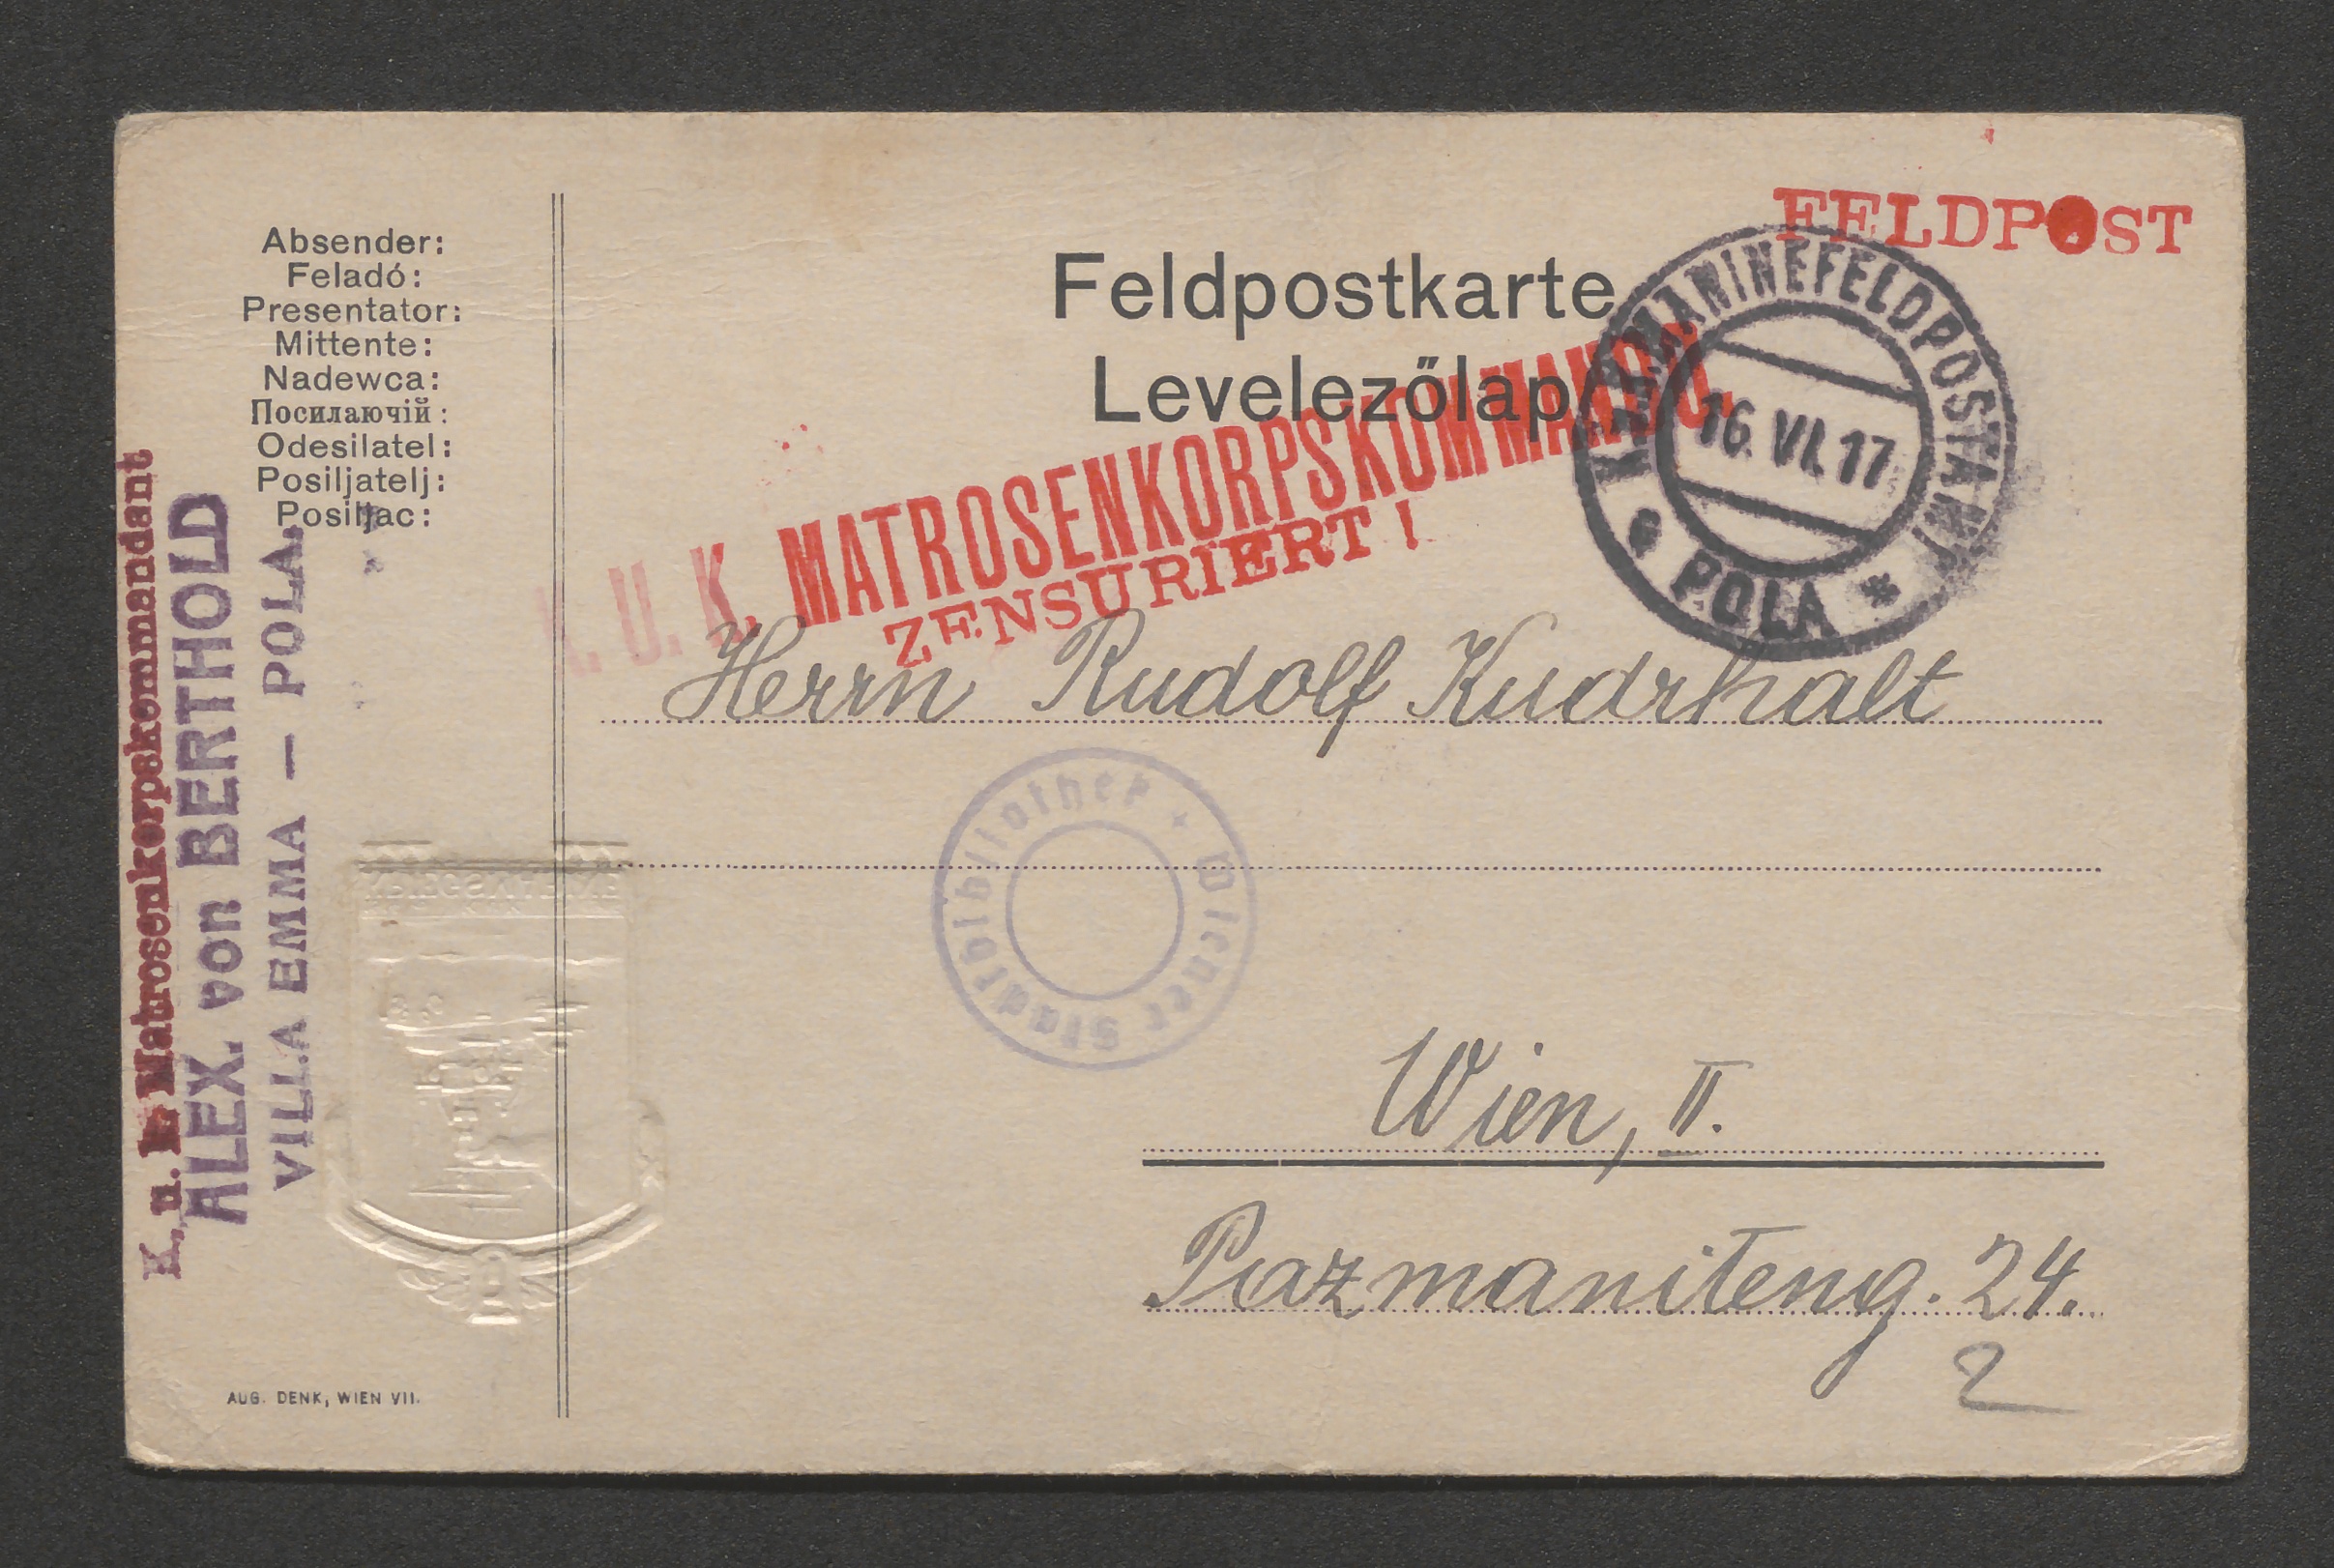 FELDPOST
Feldpostkarte
Levelezőlap
K. u. K. MARINEFELDPOSTAMT
16. VI. 17
* POLA *
K. U. K. MATROSENKORPSKOMMANDO.
ZENSURIERT!
Absender:
Feladó:
Presentator:
Mittente:
Nadewca:
Посилаючій:
Odesilatel:
Posiljatelj:
Posiljac:
K. u. k. Matrosenkorpskommandant
ALEX. von BERTHOLD
VILLA EMMA — POLA.
Herrn Rudolf Kudrhalt
Wiener Stadtbibliothek *
Wien, II.
Pazmaniteng. 24.
2
AUG. DENK, WIEN VII.